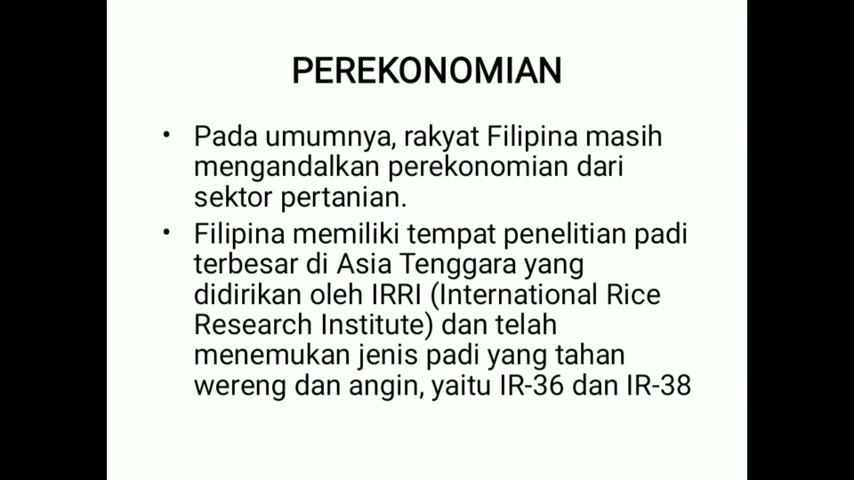 PEREKONOMIAN
• Pada umumnya, rakyat Filipina masih
mengandalkan perekonomian dari
sektor pertanian.
• Filipina memiliki tempat penelitian padi
terbesar di Asia Tenggara yang
didirikan oleh IRRI (International Rice
Research Institute) dan telah
menemukan jenis padi yang tahan
wereng dan angin, yaitu IR-36 dan IR-38